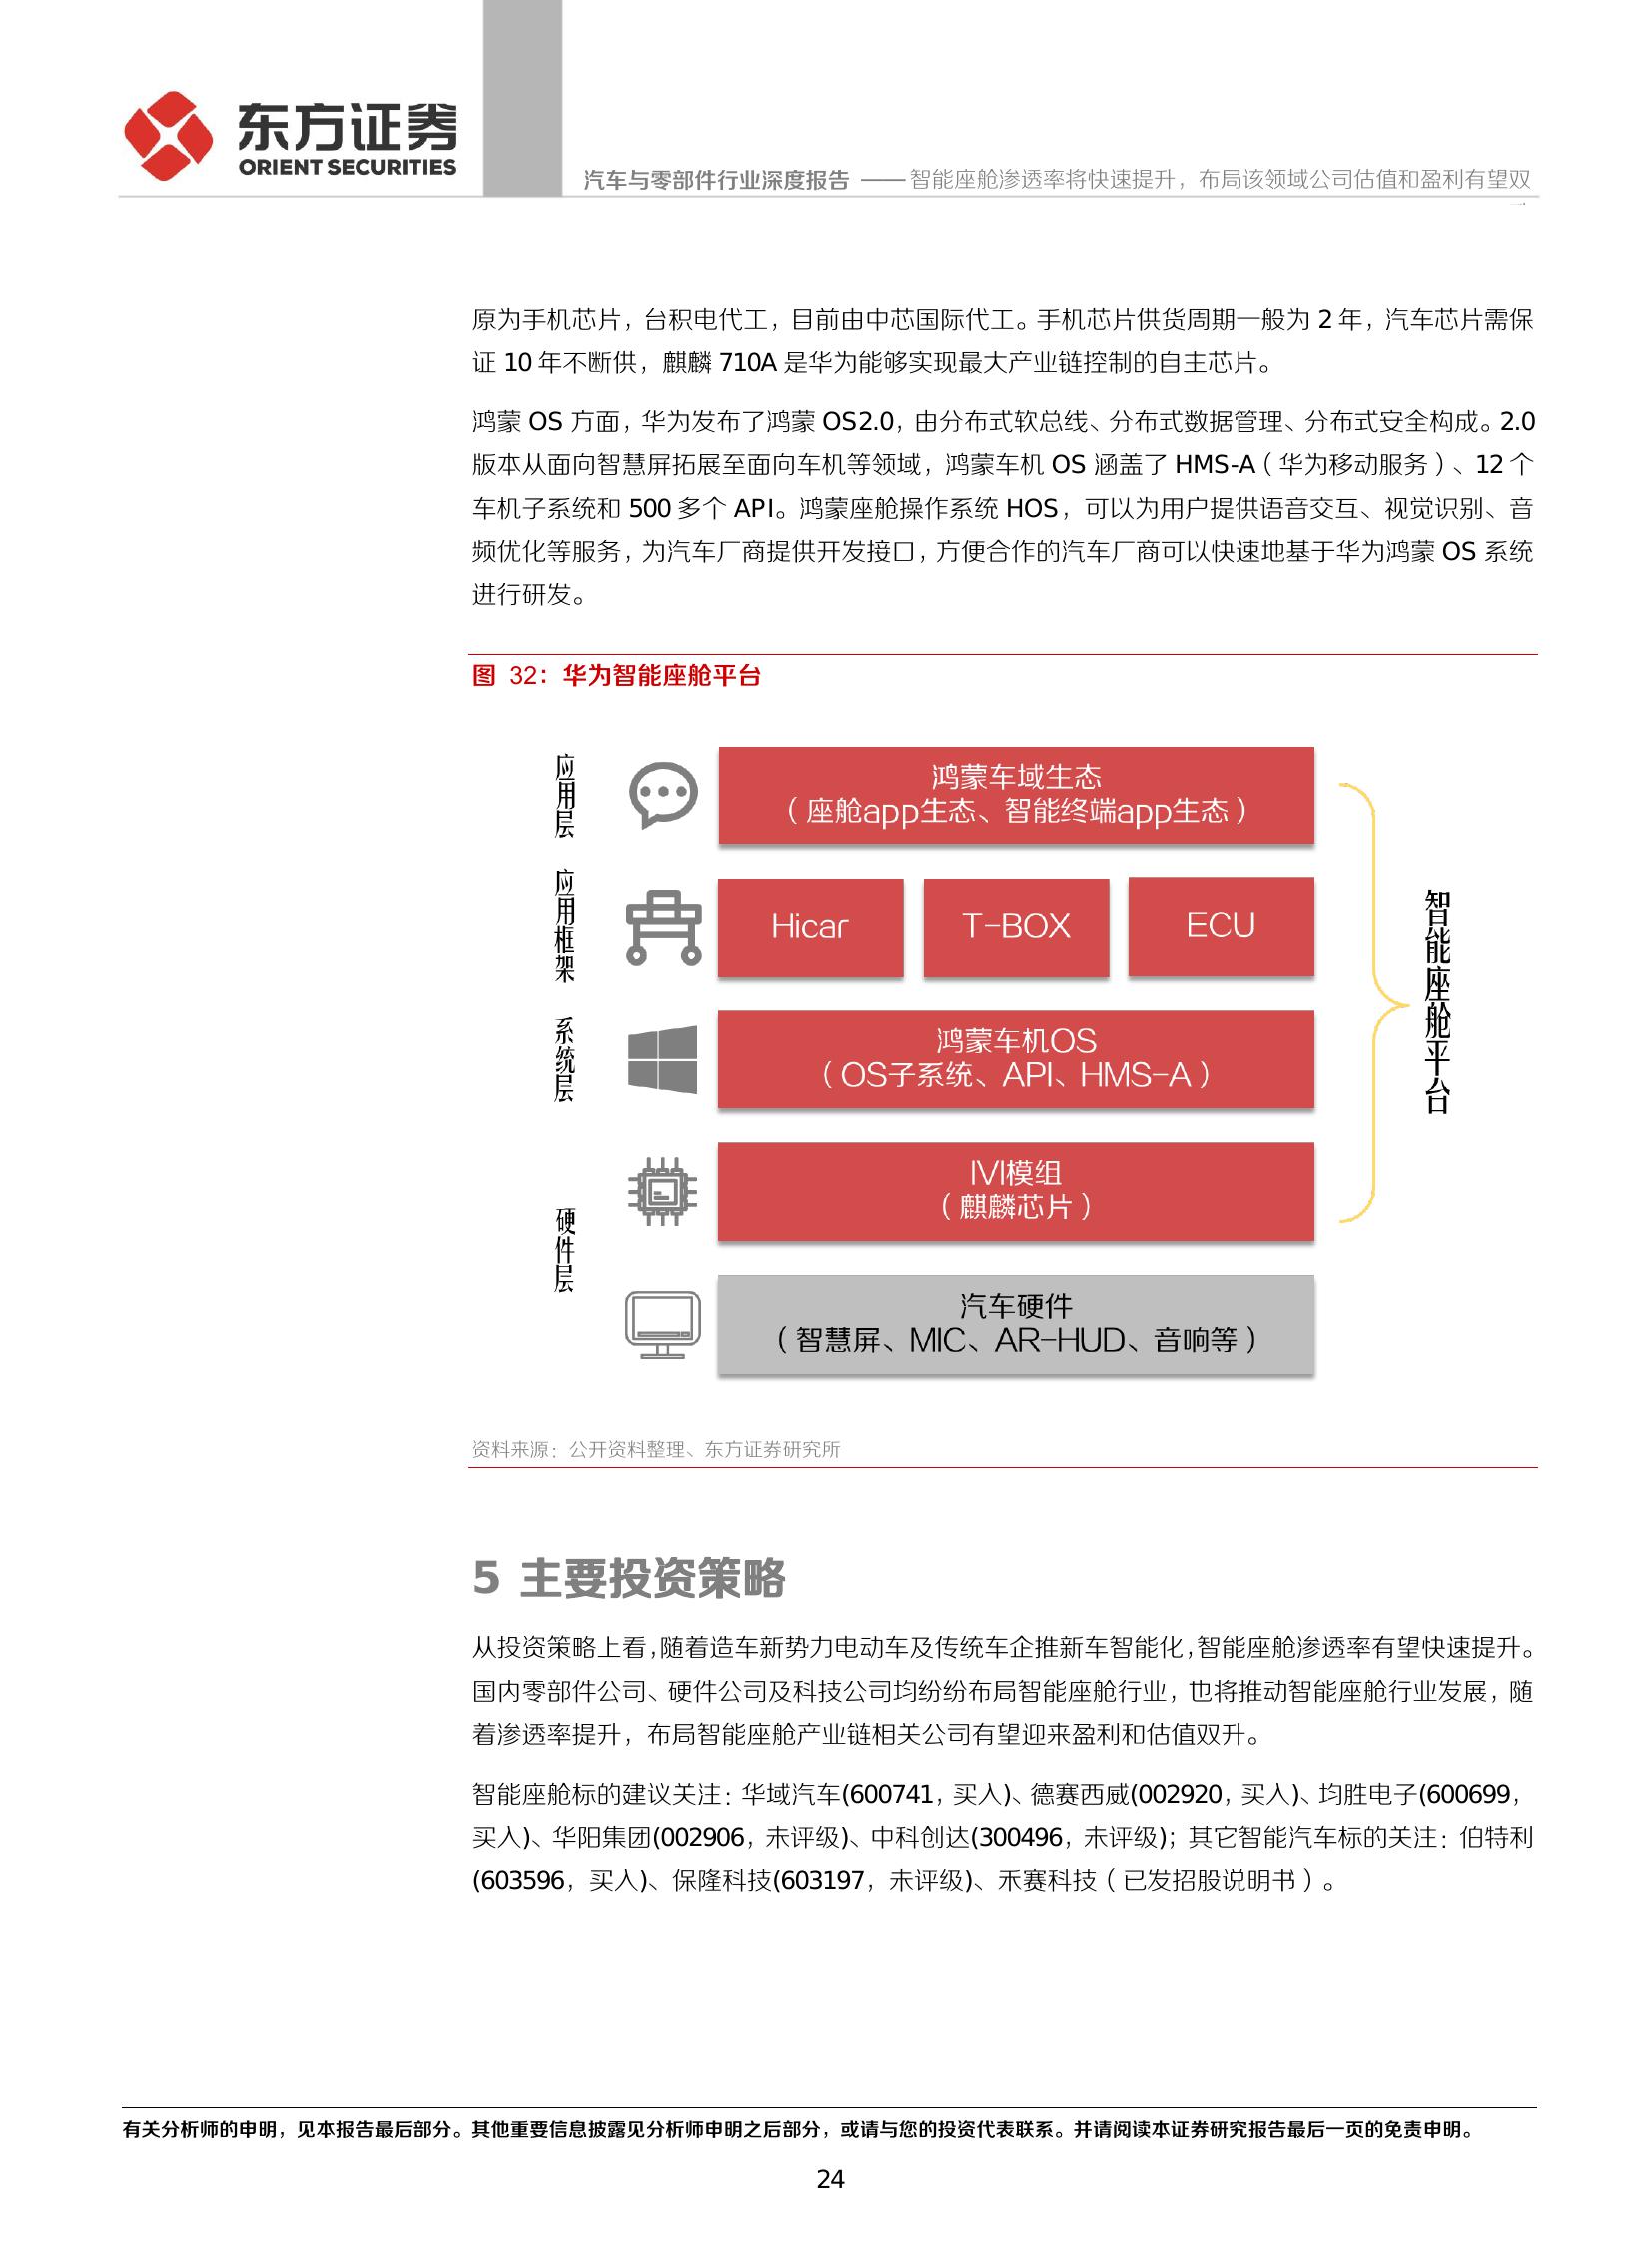 东方证券
ORIENT SECURITIES
汽车与零部件行业深度报告 —— 智能座舱渗透率将快速提升，布局该领域公司估值和盈利有望双
原为手机芯片，台积电代工，目前由中芯国际代工。手机芯片供货周期一般为 2 年，汽车芯片需保
证 10 年不断供，麒麟 710A 是华为能够实现最大产业链控制的自主芯片。
鸿蒙 OS 方面，华为发布了鸿蒙 OS2.0，由分布式软总线、分布式数据管理、分布式安全构成。2.0
版本从面向智慧屏拓展至面向车机等领域，鸿蒙车机 OS 涵盖了 HMS-A（华为移动服务）、12 个
车机子系统和 500 多个 API。鸿蒙座舱操作系统 HOS，可以为用户提供语音交互、视觉识别、音
频优化等服务，为汽车厂商提供开发接口，方便合作的汽车厂商可以快速地基于华为鸿蒙 OS 系统
进行研发。
图 32：华为智能座舱平台
应用层
鸿蒙车域生态
（座舱app生态、智能终端app生态）
应用框架
Hicar
T-BOX
ECU
系统层
鸿蒙车机OS
（OS子系统、API、HMS-A）
硬件层
IVI模组
（麒麟芯片）
汽车硬件
（智慧屏、MIC、AR-HUD、音响等）
智能座舱平台
资料来源：公开资料整理、东方证券研究所
5 主要投资策略
从投资策略上看，随着造车新势力电动车及传统车企推新车智能化，智能座舱渗透率有望快速提升。
国内零部件公司、硬件公司及科技公司均纷纷布局智能座舱行业，也将推动智能座舱行业发展，随
着渗透率提升，布局智能座舱产业链相关公司有望迎来盈利和估值双升。
智能座舱标的建议关注：华域汽车(600741，买入)、德赛西威(002920，买入)、均胜电子(600699，
买入)、华阳集团(002906，未评级)、中科创达(300496，未评级)；其它智能汽车标的关注：伯特利
(603596，买入)、保隆科技(603197，未评级)、禾赛科技（已发招股说明书）。
有关分析师的申明，见本报告最后部分。其他重要信息披露见分析师申明之后部分，或请与您的投资代表联系。并请阅读本证券研究报告最后一页的免责申明。
24